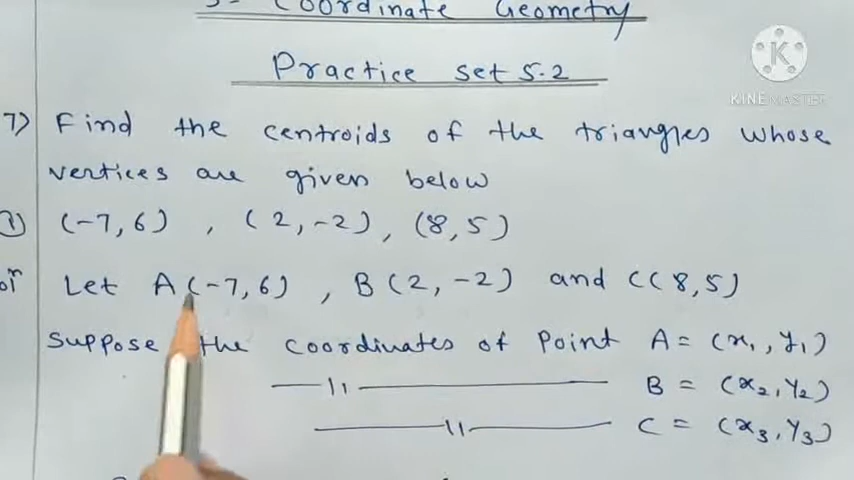 5. Coordinate Geometry
Practice set 5.2
KINEMASTER
7) Find the centroids of the triangles whose
vertices are given below
① (-7,6) , (2,-2), (8,5)
Let A(-7,6) , B(2,-2) and C(8,5)
Suppose the coordinates of Point A = (x₁, y₁)
—11— B = (x₂, y₂)
—11— C = (x₃, y₃)